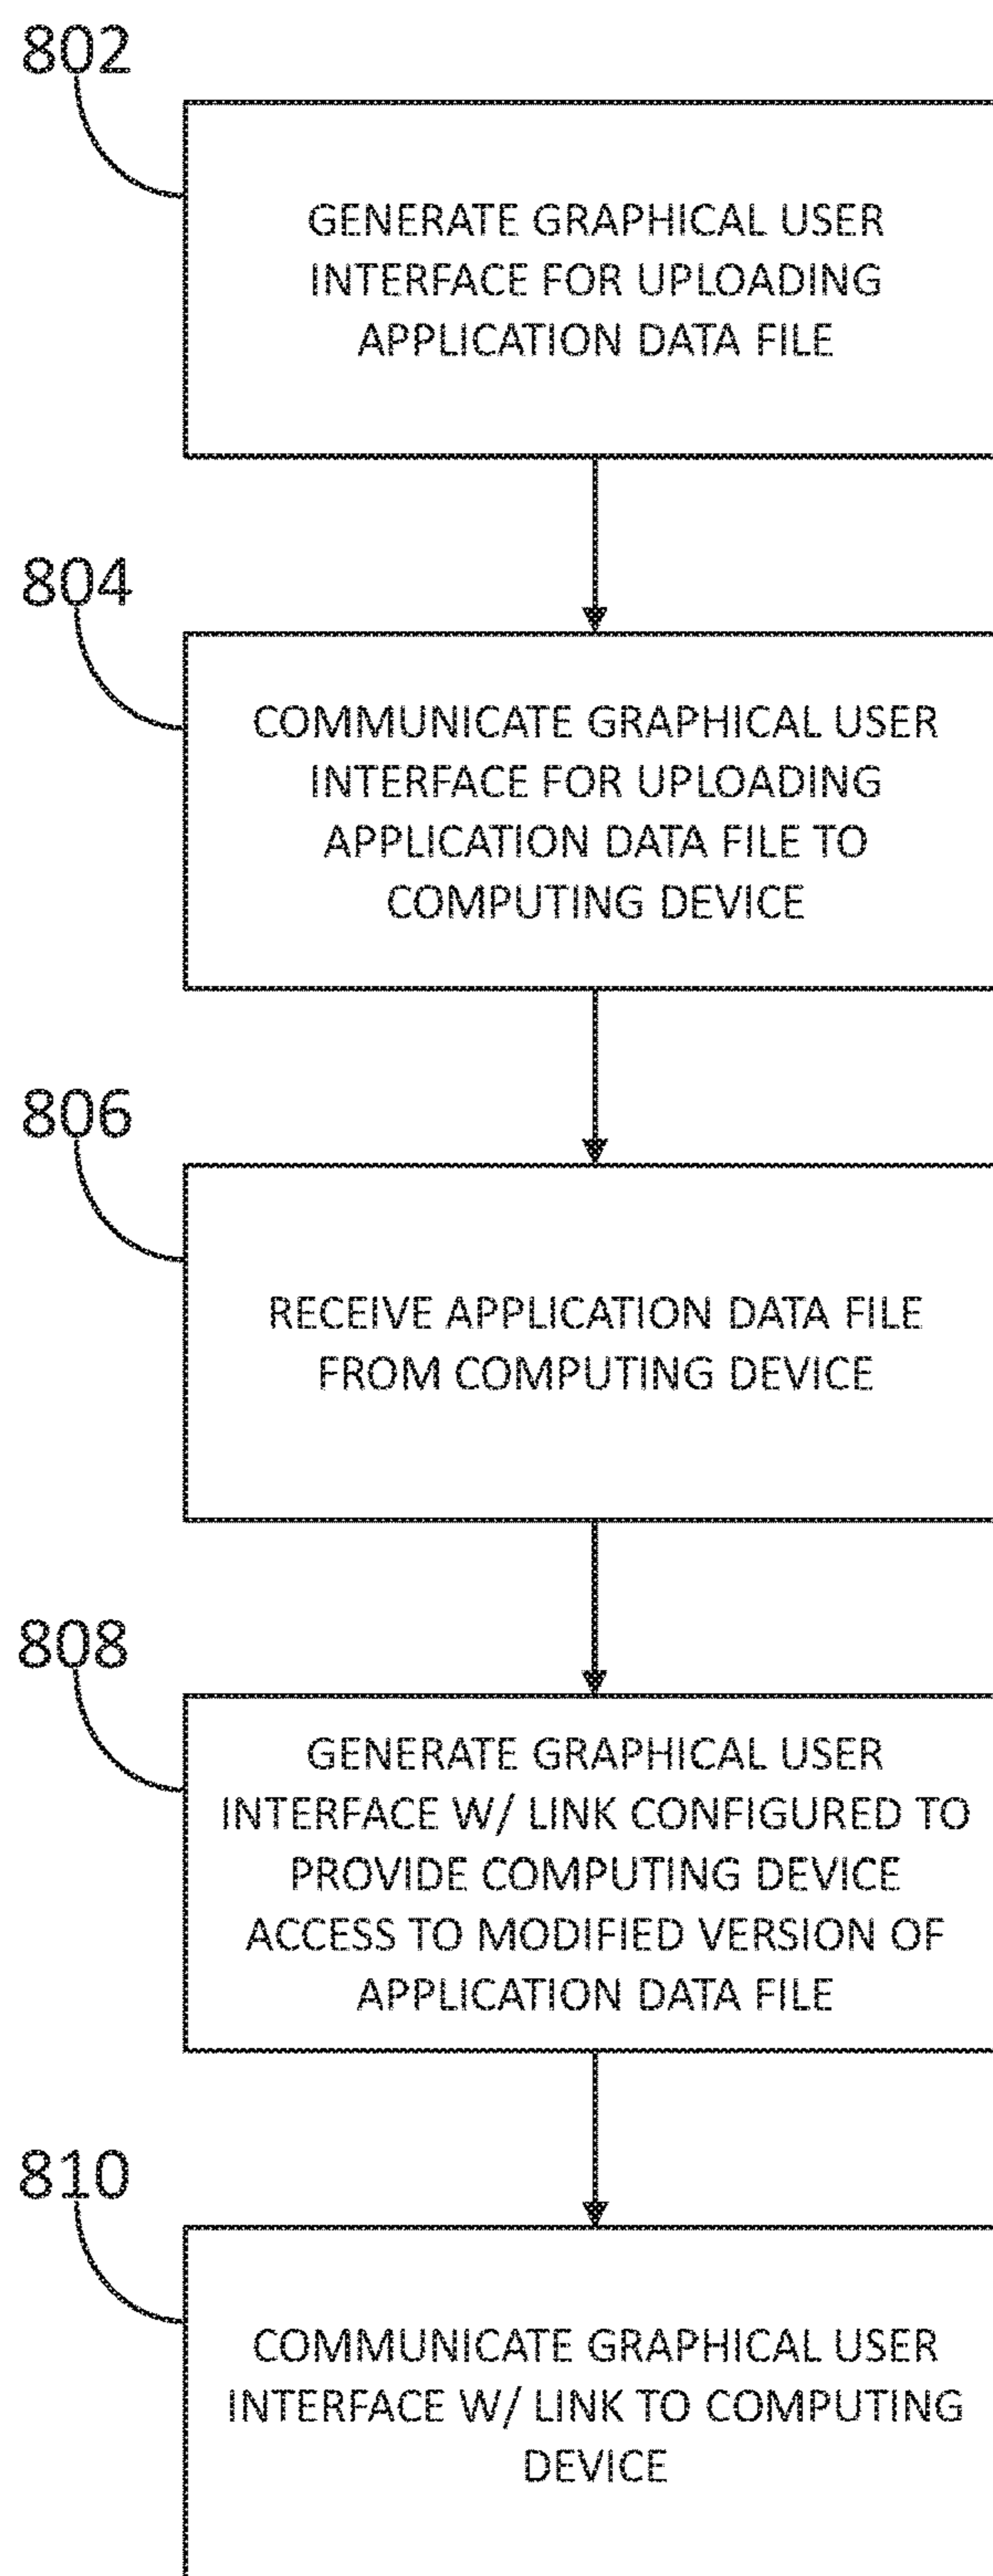 802
GENERATE GRAPHICAL USER
INTERFACE FOR UPLOADING
APPLICATION DATA FILE
804
COMMUNICATE GRAPHICAL USER
INTERFACE FOR UPLOADING
APPLICATION DATA FILE TO
COMPUTING DEVICE
806
RECEIVE APPLICATION DATA FILE
FROM COMPUTING DEVICE
808
GENERATE GRAPHICAL USER
INTERFACE W/ LINK CONFIGURED TO
PROVIDE COMPUTING DEVICE
ACCESS TO MODIFIED VERSION OF
APPLICATION DATA FILE
810
COMMUNICATE GRAPHICAL USER
INTERFACE W/ LINK TO COMPUTING
DEVICE